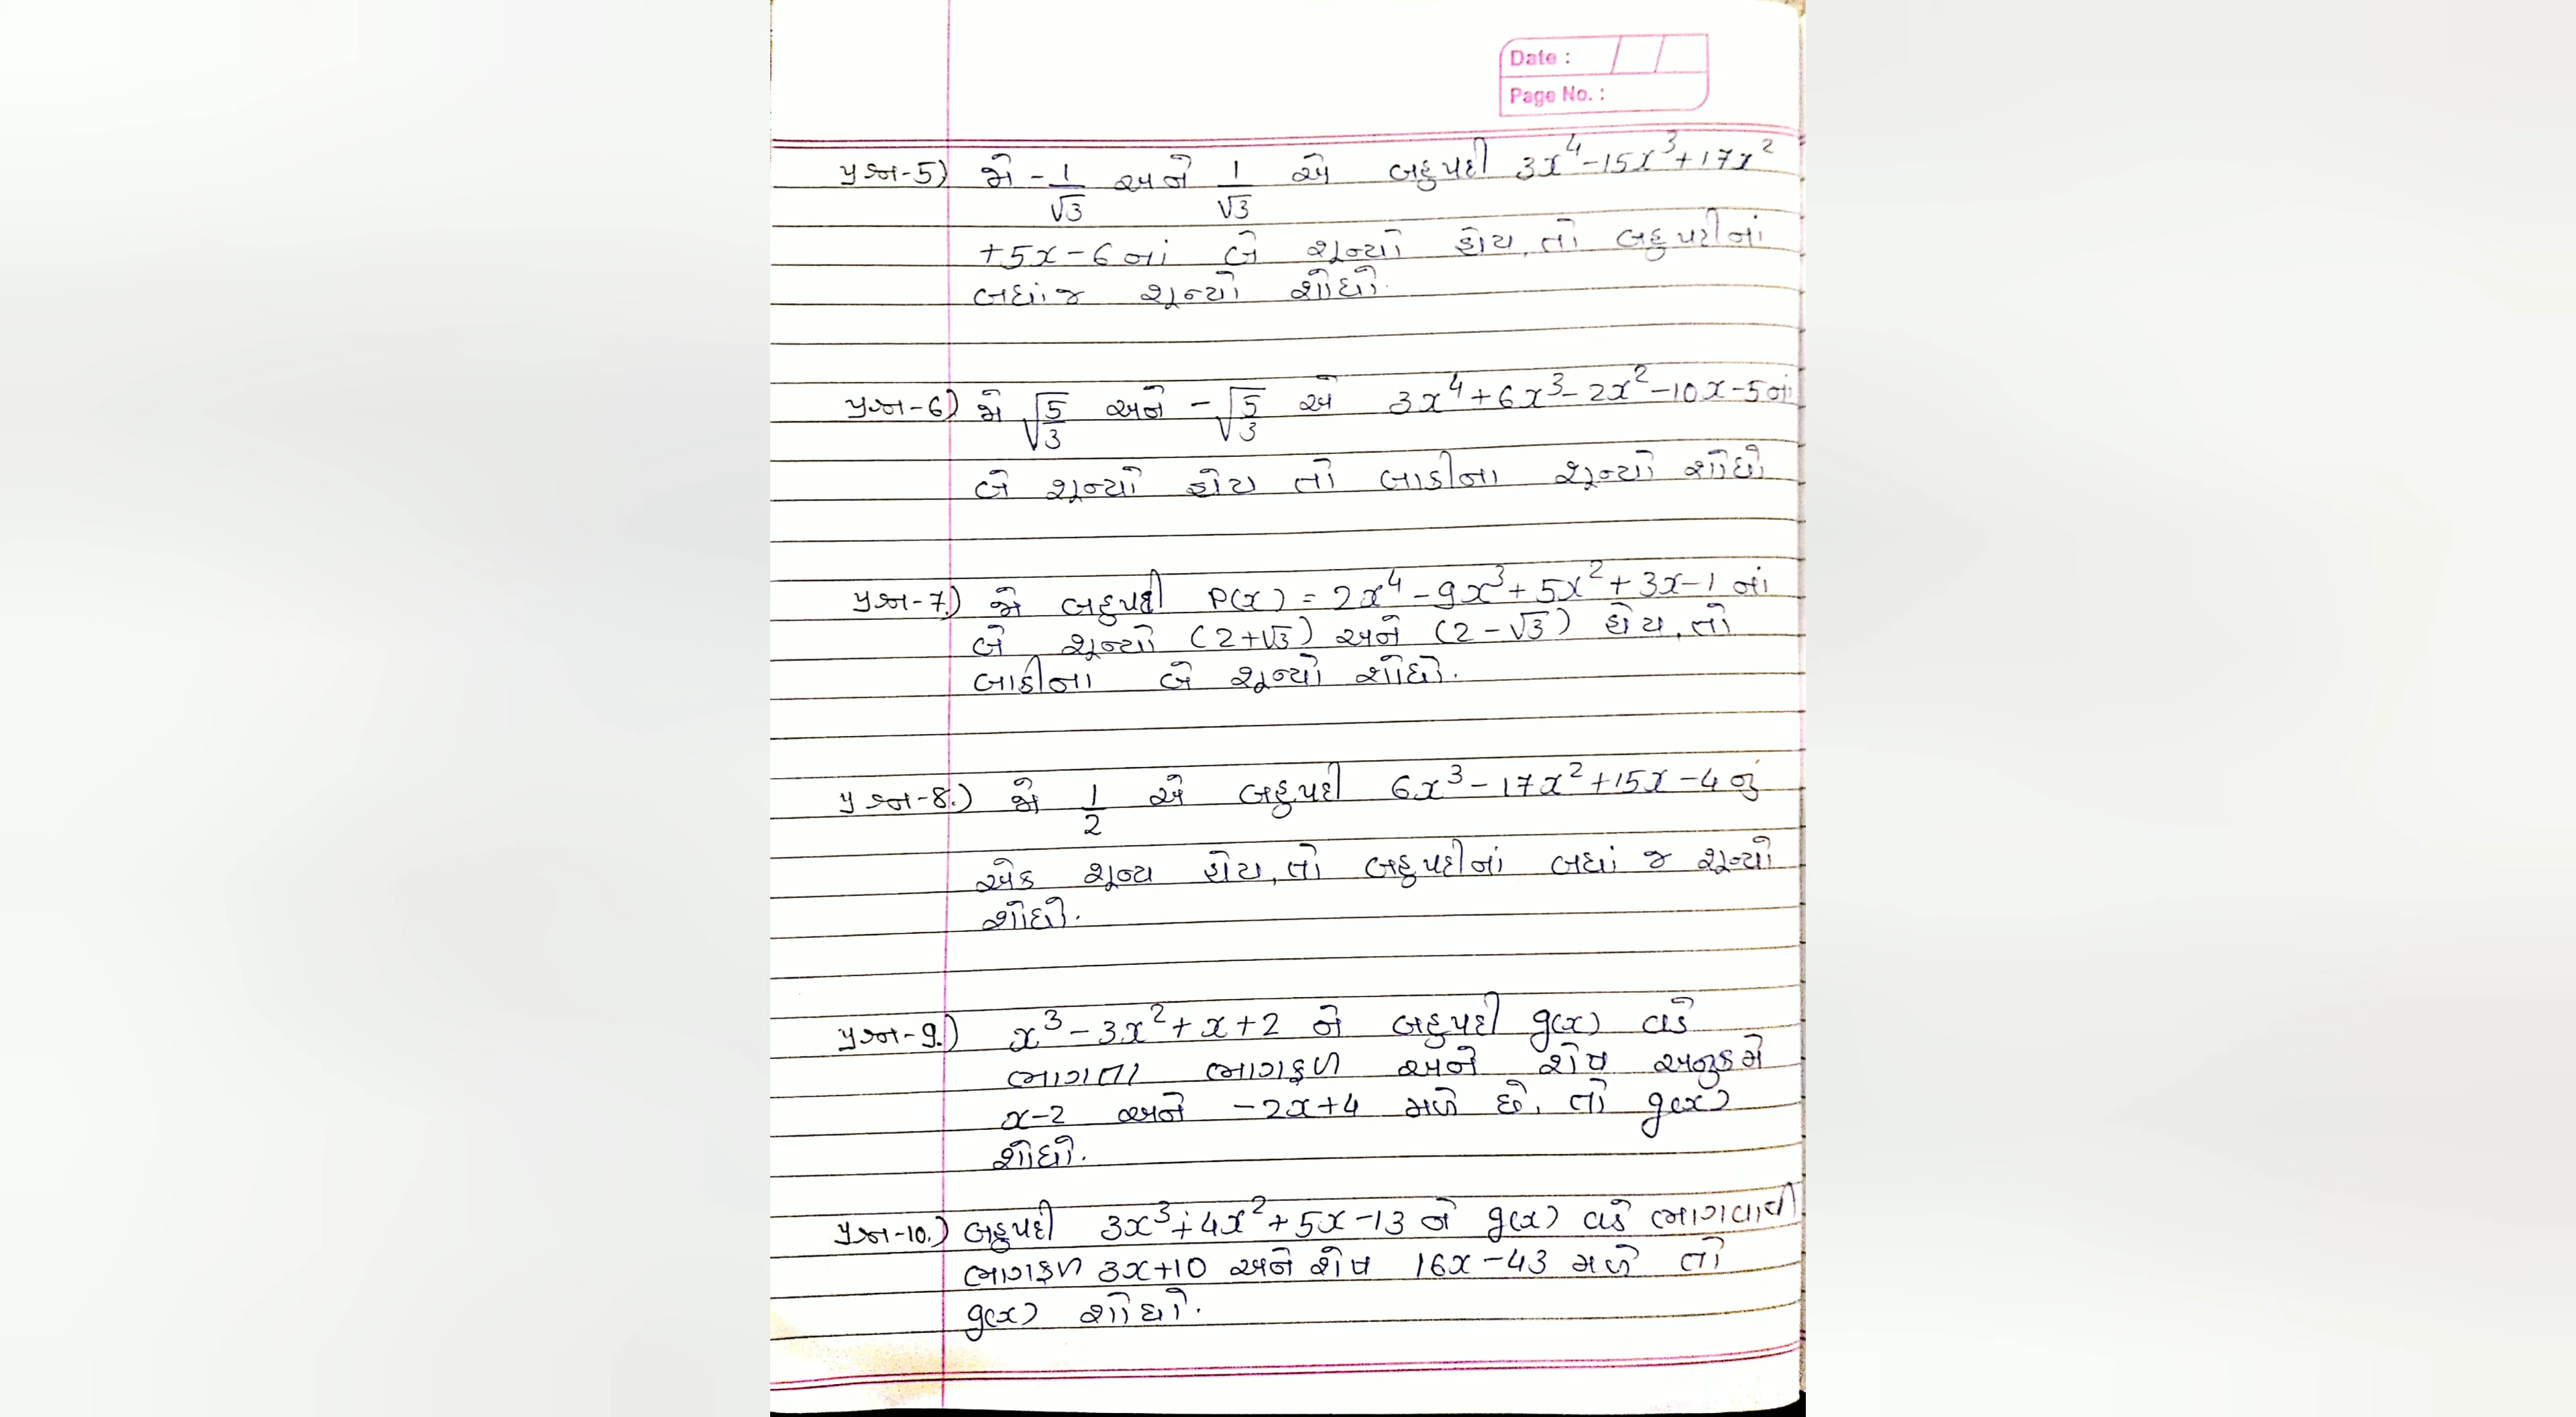 Date :
Page No. :
પ્રશ્ન-5) જો -1/√3 અને 1/√3 એ બહુપદી 3x⁴-15x³+17x²
+5x-6 નાં બે શૂન્યો હોય, તો બહુપદીનાં
બધાંજ શૂન્યો શોધો.
પ્રશ્ન-6) જો √5/3 અને -√5/3 એ 3x⁴+6x³-2x²-10x-5નાં
બે શૂન્યો હોય તો બાકીના શૂન્યો શોધો
પ્રશ્ન-7.) જો બહુપદી P(x) = 2x⁴-9x³+5x²+3x-1 નાં
બે શૂન્યો (2+√3) અને (2-√3) હોય, તો
બાકીના બે શૂન્યો શોધો.
પ્રશ્ન-8.) જો 1/2 એ બહુપદી 6x³-17x²+15x-4 નું
એક શૂન્ય હોય, તો બહુપદીનાં બધાં જ શૂન્યો
શોધો.
પ્રશ્ન-9.) x³-3x²+x+2 ને બહુપદી g(x) વડે
ભાગતા ભાગફળ અને શેષ અનુક્રમે
x-2 અને -2x+4 મળે છે. તો g(x)
શોધો.
પ્રશ્ન-10.) બહુપદી 3x³+4x²+5x-13 ને g(x) વડે ભાગવાથી
ભાગફળ 3x+10 અને શેષ 16x-43 મળે તો
g(x) શોધો.